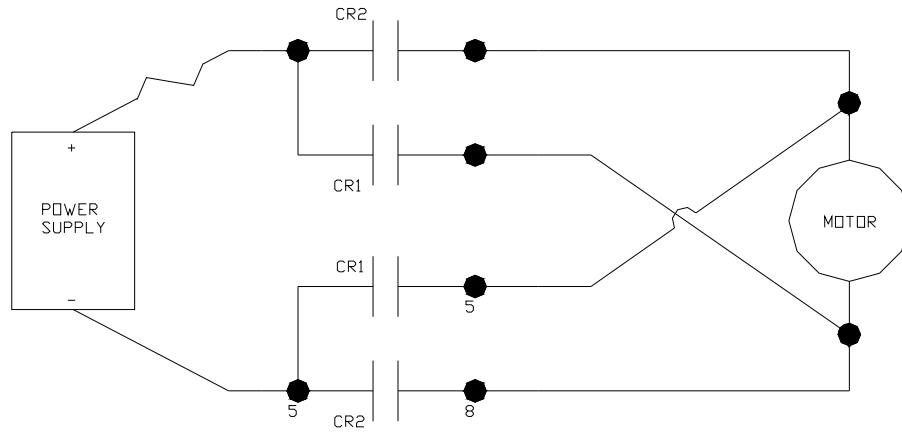 CR2
+
CR1
POWER
SUPPLY
MOTOR
CR1
-
5
5
8
CR2